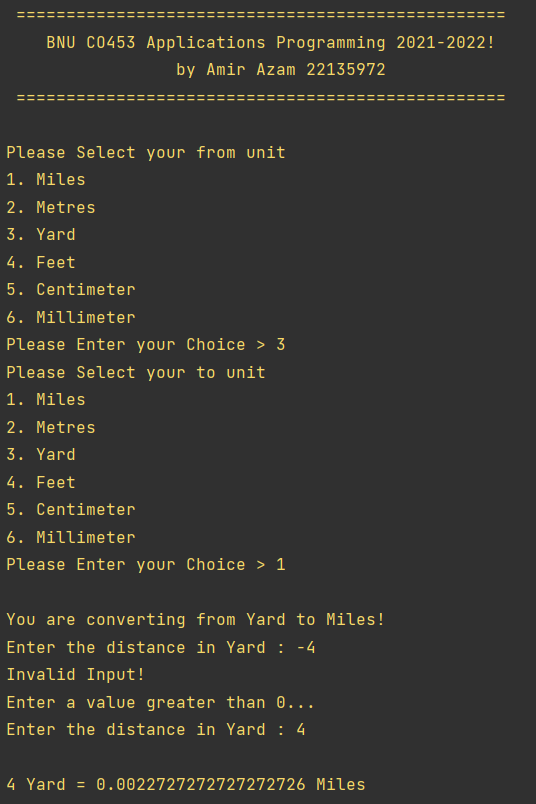 =================================================
BNU CO453 Applications Programming 2021-2022!
by Amir Azam 22135972
=================================================
Please Select your from unit
1. Miles
2. Metres
3. Yard
4. Feet
5. Centimeter
6. Millimeter
Please Enter your Choice > 3
Please Select your to unit
1. Miles
2. Metres
3. Yard
4. Feet
5. Centimeter
6. Millimeter
Please Enter your Choice > 1
You are converting from Yard to Miles!
Enter the distance in Yard : -4
Invalid Input!
Enter a value greater than 0...
Enter the distance in Yard : 4
4 Yard = 0.0022727272727272726 Miles